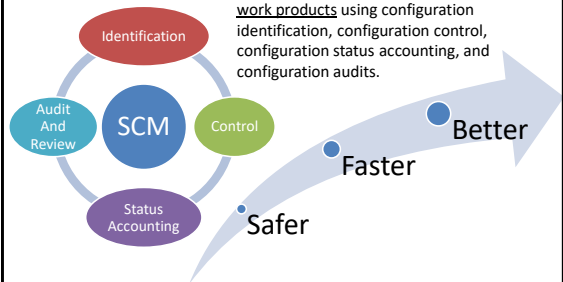 work products using configuration
identification, configuration control,
configuration status accounting, and
configuration audits.
Identification
Audit
And
Review
SCM
Control
Status
Accounting
Better
Faster
Safer